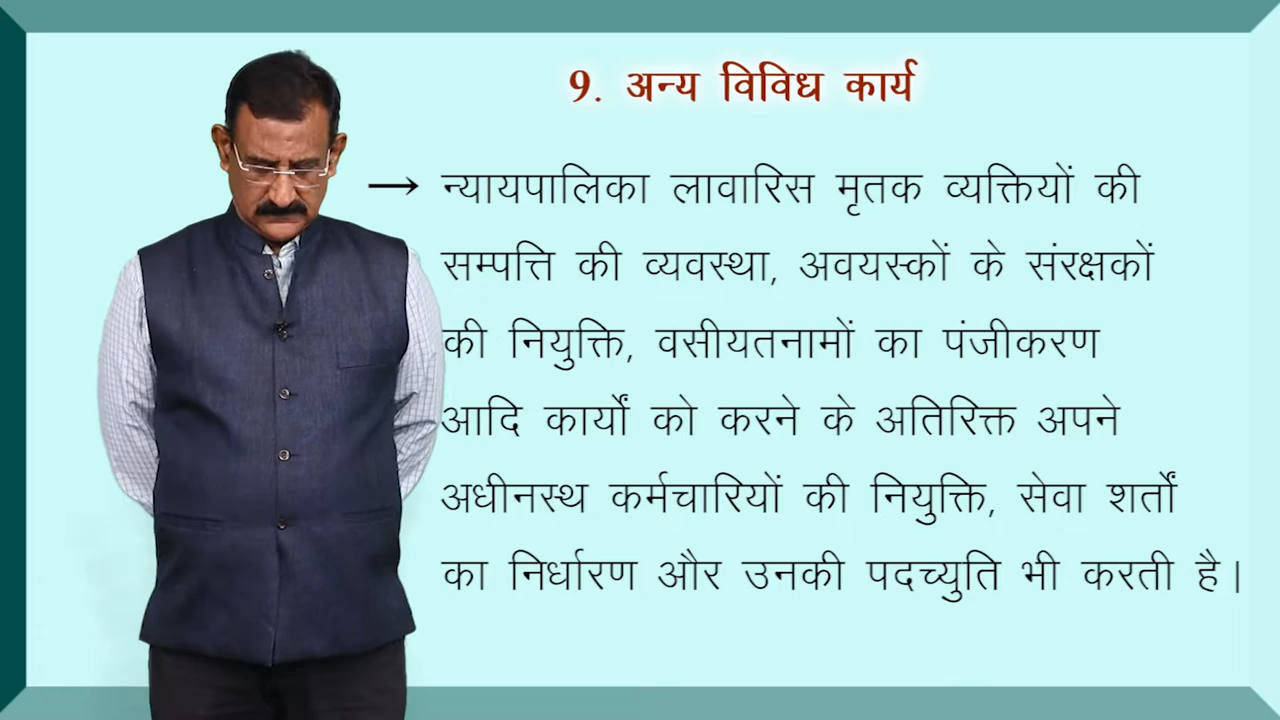 9. अन्य विविध कार्य
→ न्यायपालिका लावारिस मृतक व्यक्तियों की
सम्पत्ति की व्यवस्था, अवयस्कों के संरक्षकों
की नियुक्ति, वसीयतनामों का पंजीकरण
आदि कार्यों को करने के अतिरिक्त अपने
अधीनस्थ कर्मचारियों की नियुक्ति, सेवा शर्तों
का निर्धारण और उनकी पदच्युति भी करती है।